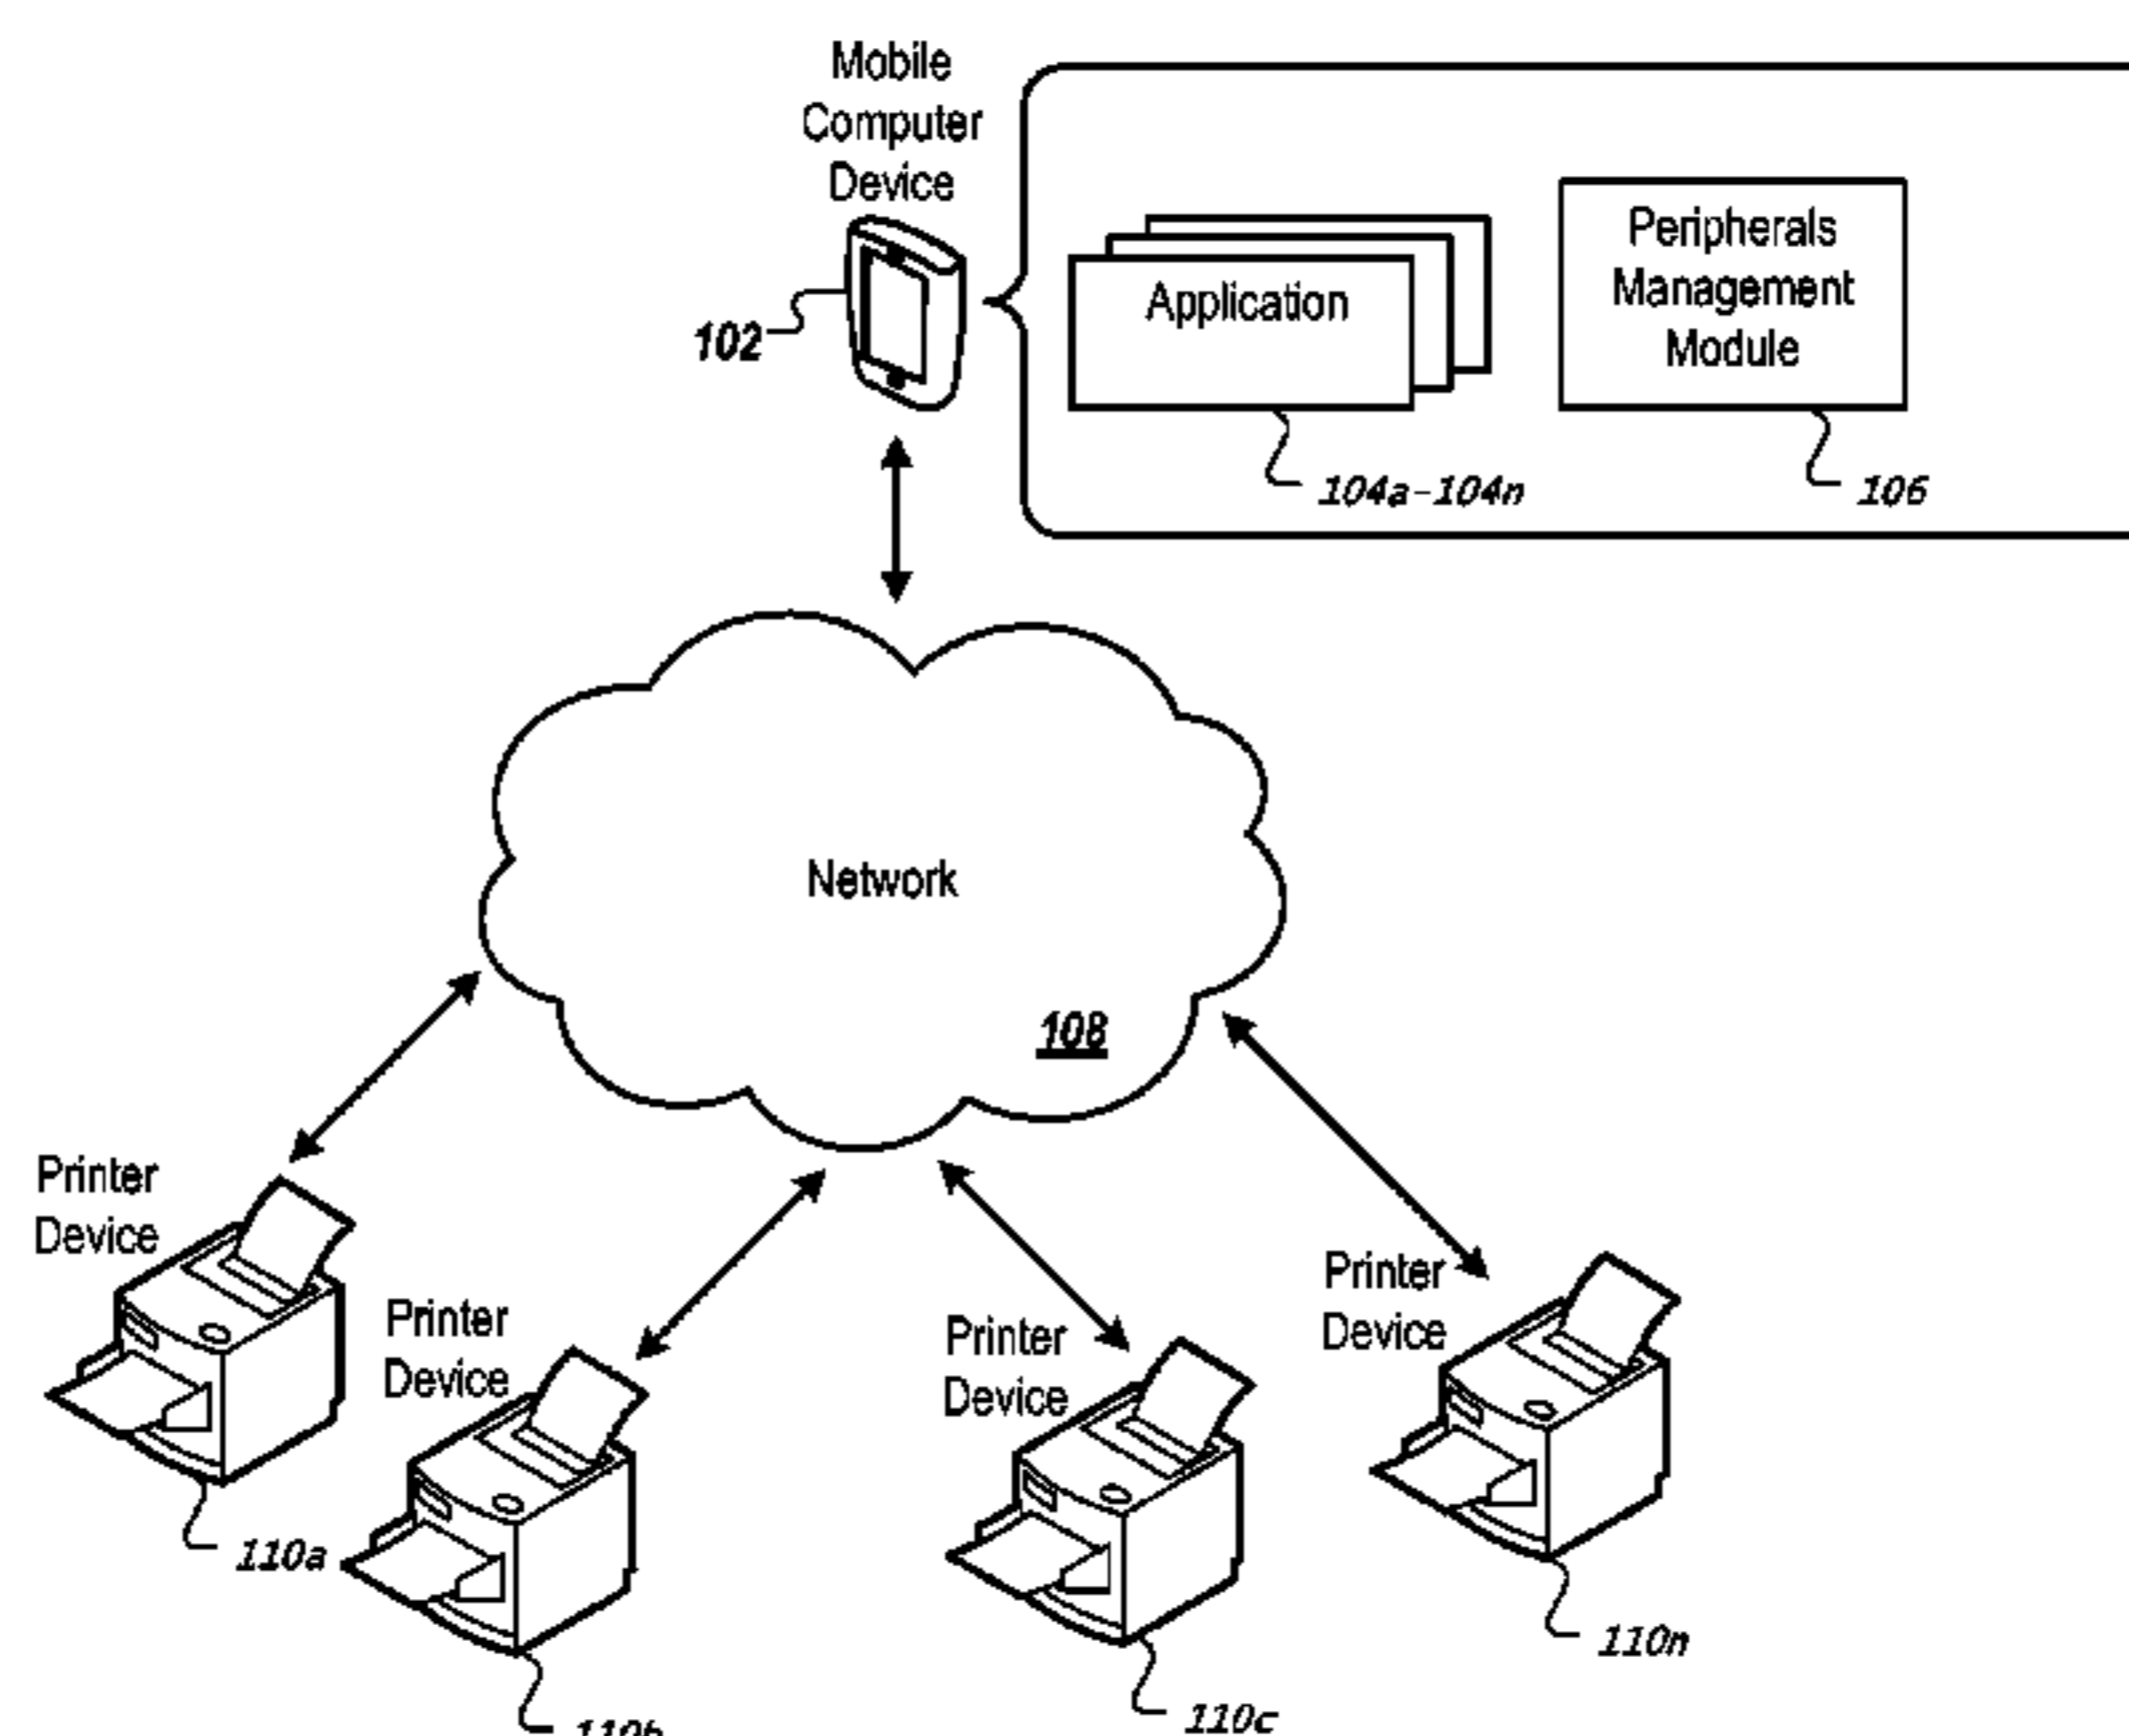 Mobile
Computer
Device
102
Application
Peripherals
Management
Module
104a-104n
106
Network
108
Printer
Device
110a
Printer
Device
110b
Printer
Device
110c
Printer
Device
110n